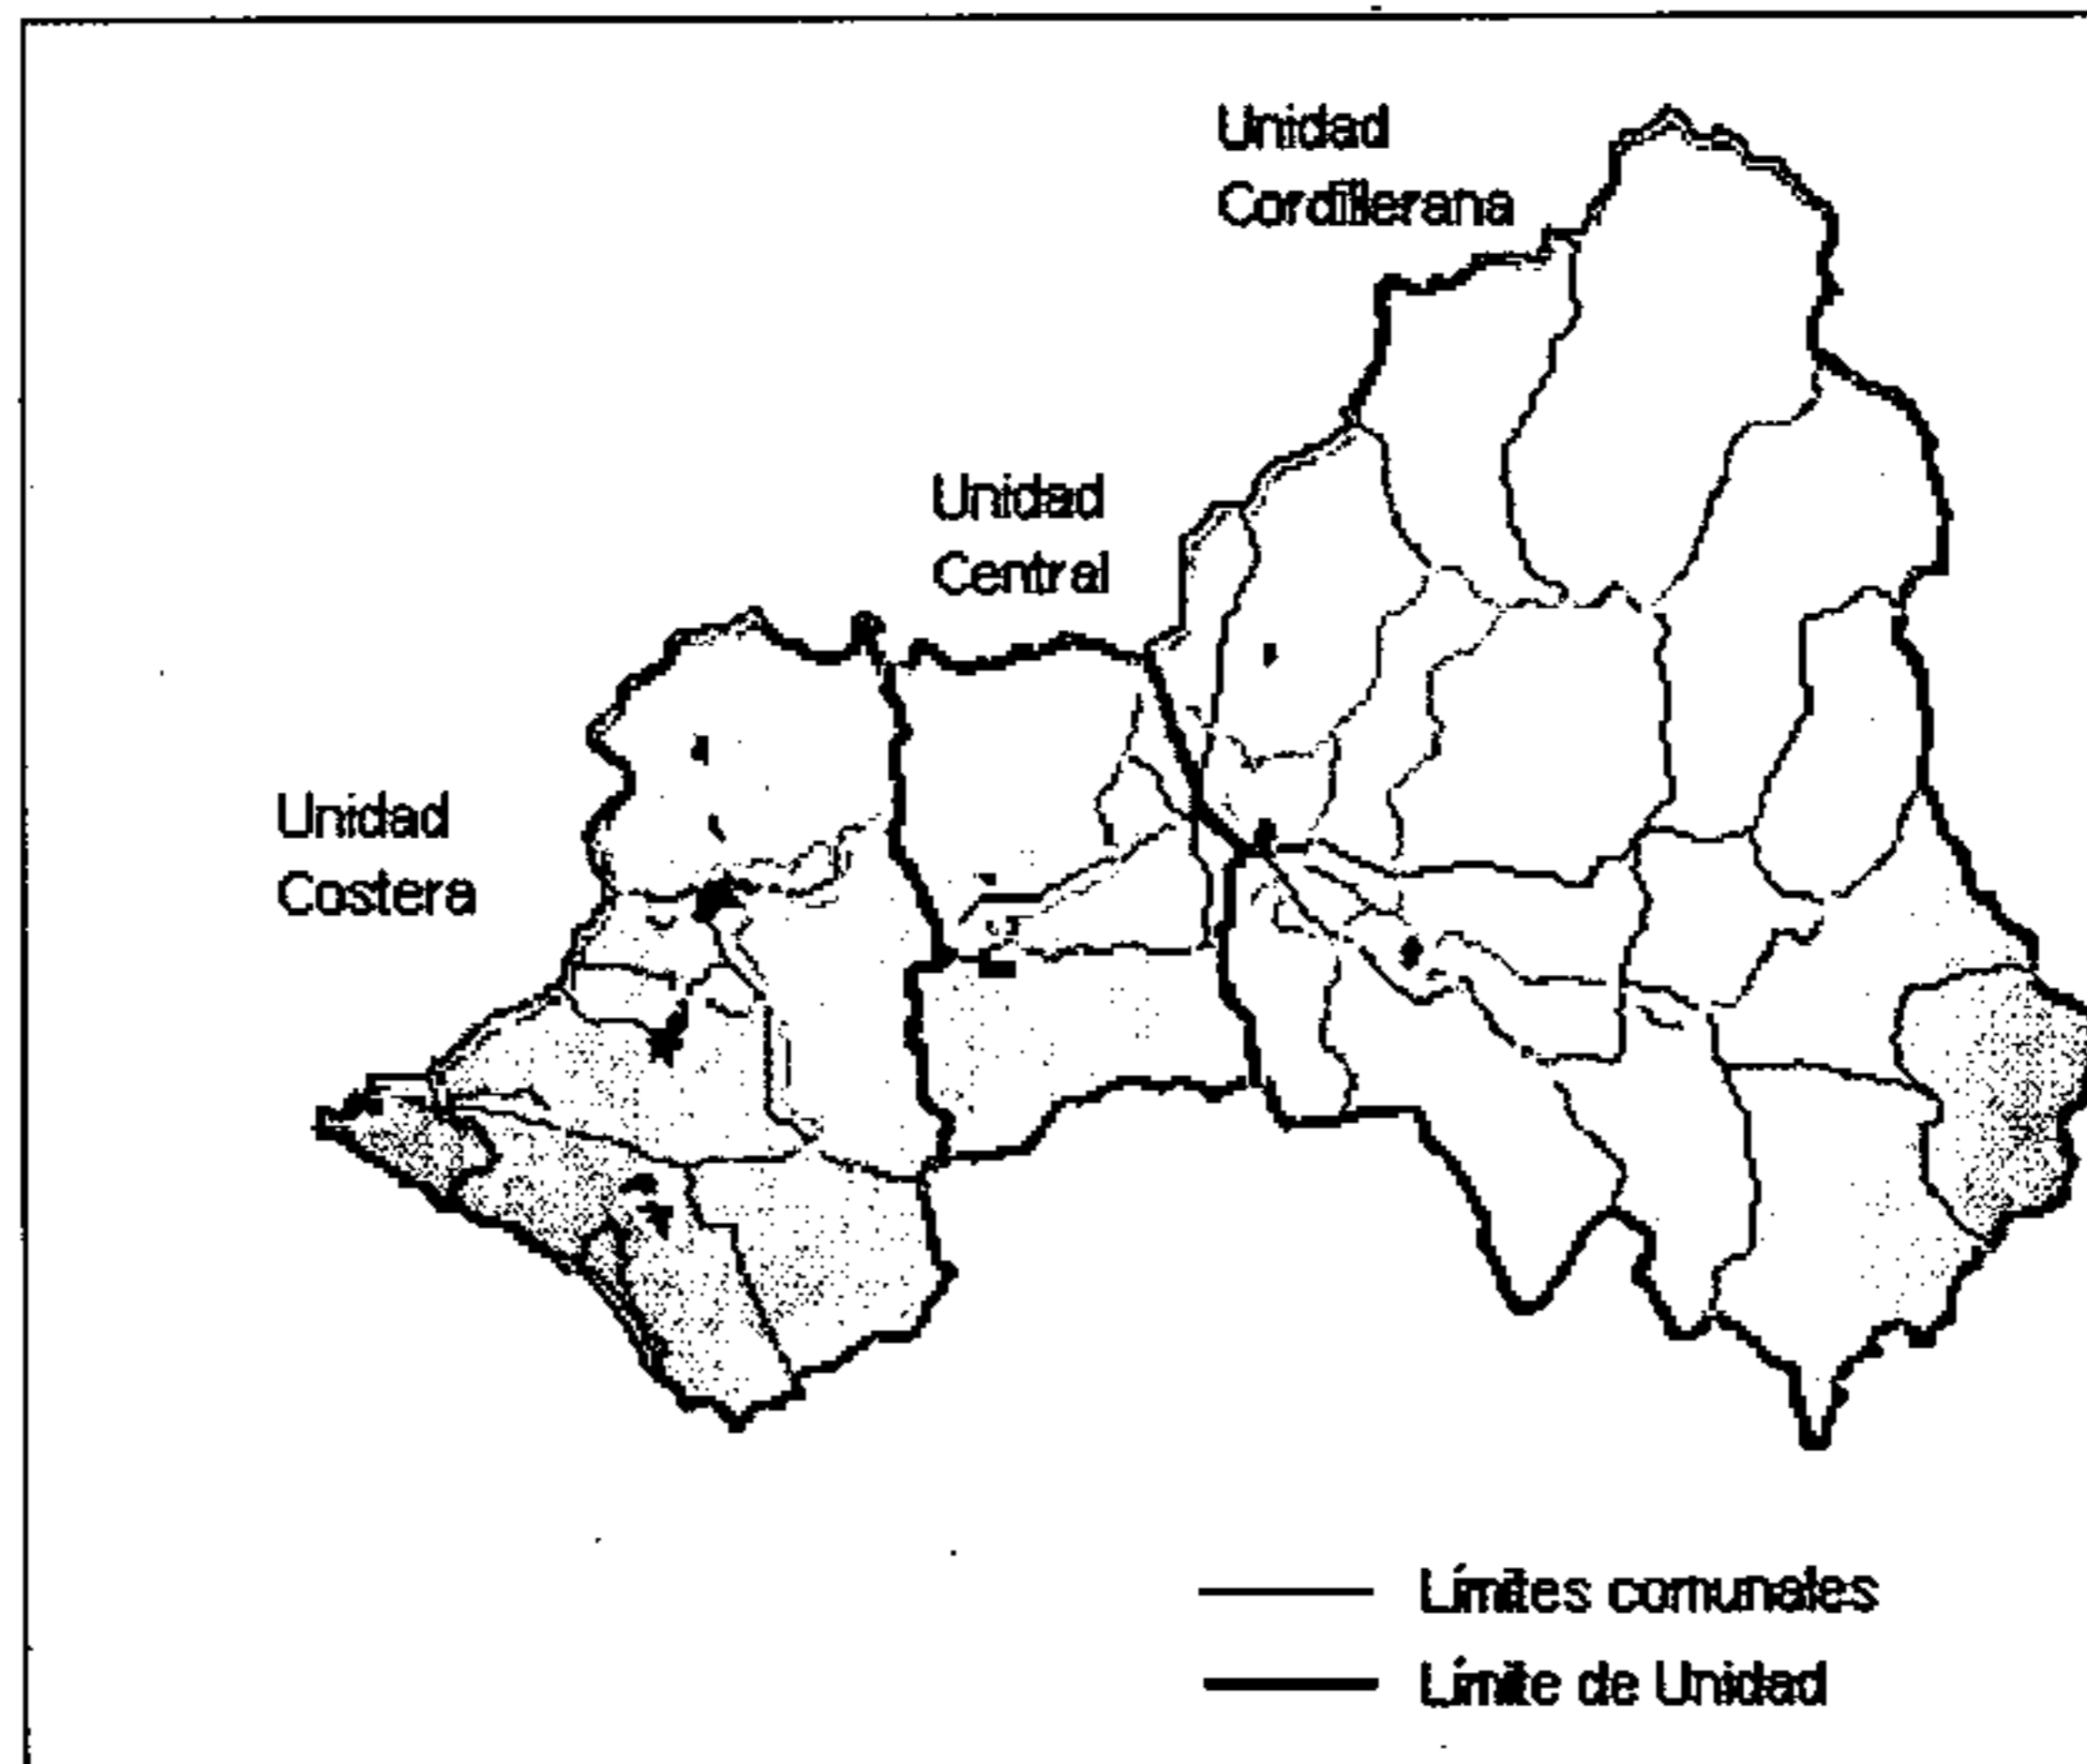 Unidad
Cordillerana
Unidad
Central
Unidad
Costera
Límites comunales
Límite de Unidad